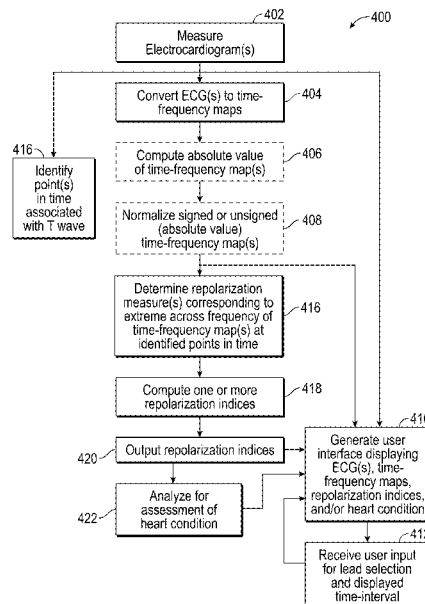 402
400
Measure
Electrocardiogram(s)
Convert ECG(s) to time-
frequency maps
404
416
Identify
point(s)
in time
associated
with T wave
Compute absolute value
of time-frequency map(s)
406
Normalize signed or unsigned
(absolute value)
time-frequency map(s)
408
Determine repolarization
measure(s) corresponding to
extreme across frequency of
time-frequency map(s) at
identified points in time
416
Compute one or more
repolarization indices
418
420
Output repolarization indices
422
Analyze for
assessment of
heart condition
410
Generate user
interface displaying
ECG(s), time-
frequency maps,
repolarization indices,
and/or heart condition
412
Receive user input
for lead selection
and displayed
time-interval